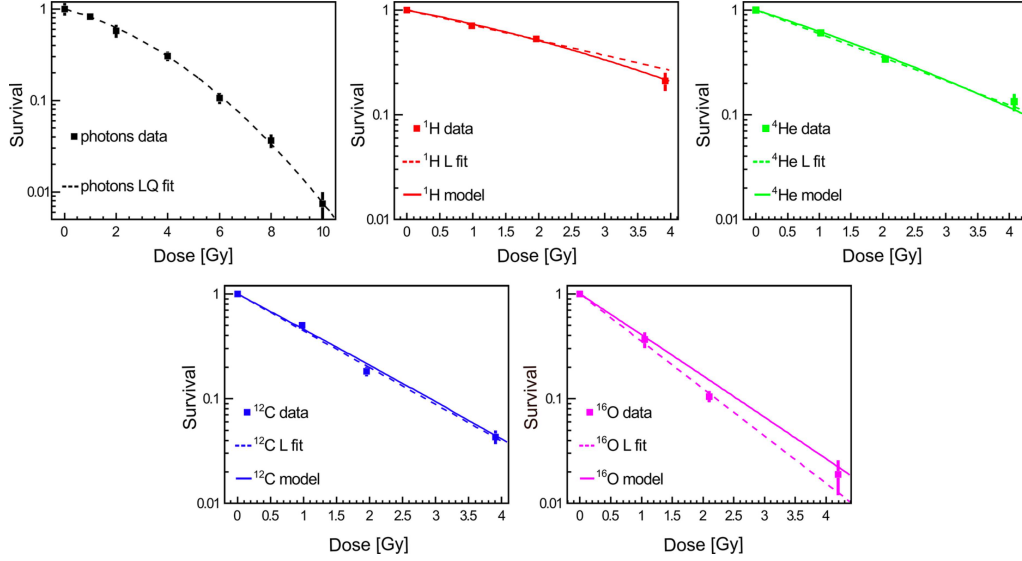 Survival
1
0.1
0.01
photons data
photons LQ fit
0 2 4 6 8 10
Dose [Gy]
Survival
1
0.1
0.01
¹H data
¹H L fit
¹H model
0 0.5 1 1.5 2 2.5 3 3.5 4
Dose [Gy]
Survival
1
0.1
0.01
⁴He data
⁴He L fit
⁴He model
0 0.5 1 1.5 2 2.5 3 3.5 4
Dose [Gy]
Survival
1
0.1
0.01
¹²C data
¹²C L fit
¹²C model
0 0.5 1 1.5 2 2.5 3 3.5 4
Dose [Gy]
Survival
1
0.1
0.01
¹⁶O data
¹⁶O L fit
¹⁶O model
0 0.5 1 1.5 2 2.5 3 3.5 4
Dose [Gy]